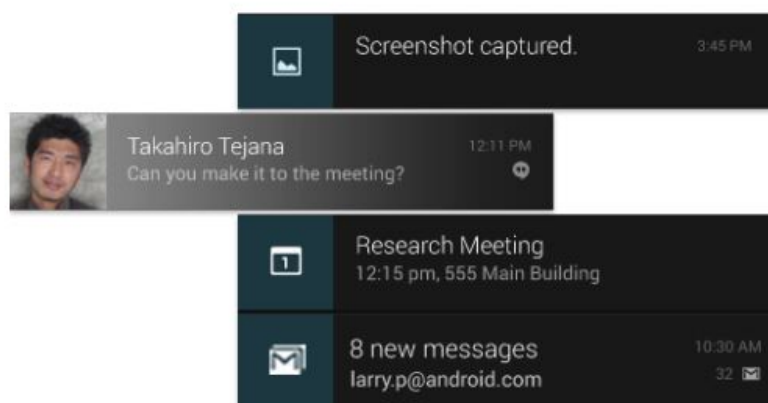 Screenshot captured. 3:45 PM
Takahiro Tejana 12:11 PM
Can you make it to the meeting?
1
Research Meeting
12:15 pm, 555 Main Building
8 new messages 10:30 AM
larry.p@android.com 32